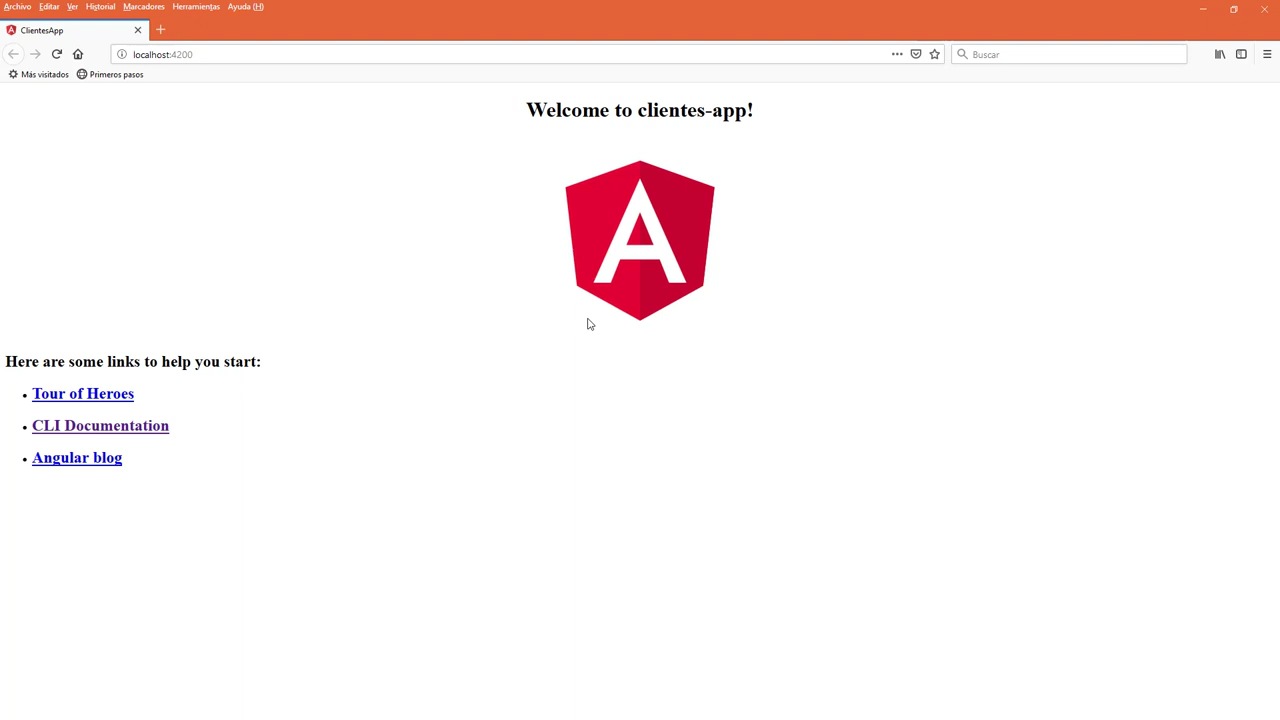 Archivo Editar Ver Historial Marcadores Herramientas Ayuda (H)
ClientesApp
localhost:4200
Buscar
Más visitados Primeros pasos
Welcome to clientes-app!
A
Here are some links to help you start:
Tour of Heroes
CLI Documentation
Angular blog